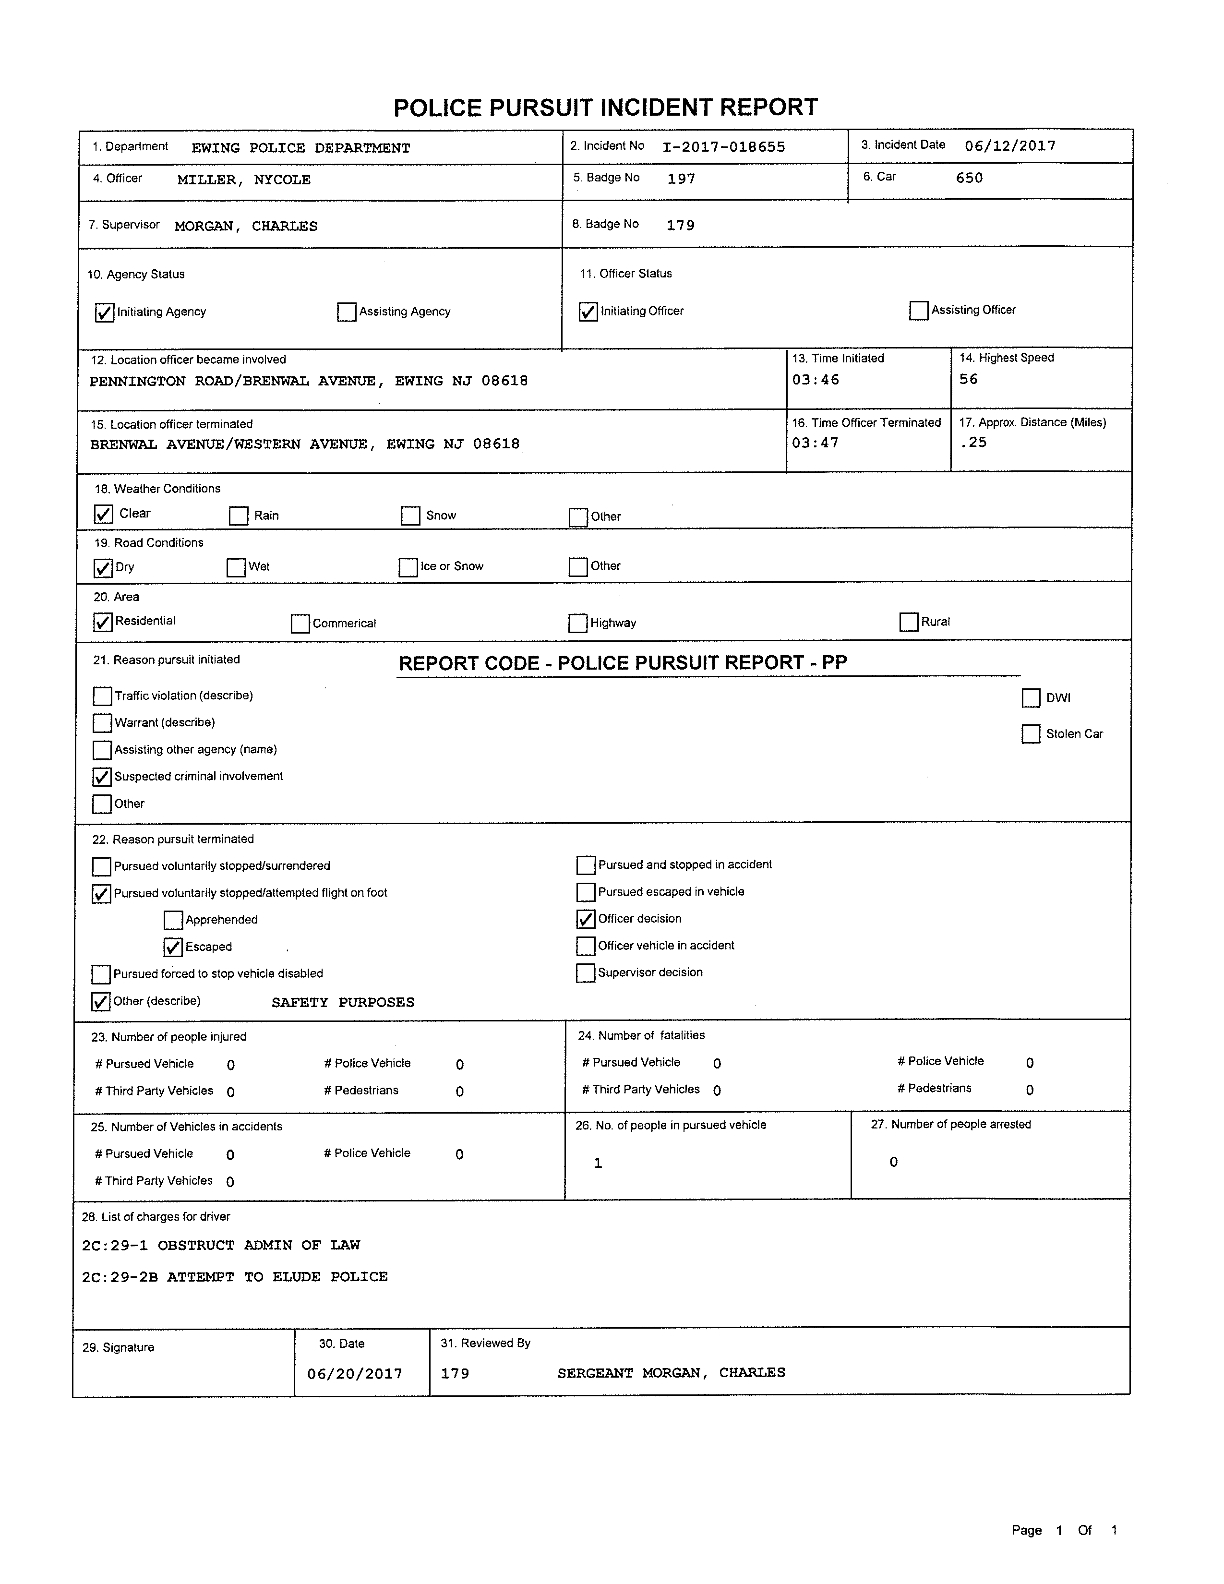 POLICE PURSUIT INCIDENT REPORT
1. Department EWING POLICE DEPARTMENT 2. Incident No I-2017-018655 3. Incident Date 06/12/2017
4. Officer MILLER, NYCOLE 5. Badge No 197 6. Car 650
7. Supervisor MORGAN, CHARLES 8. Badge No 179
10. Agency Status 11. Officer Status
Initiating Agency Assisting Agency Initiating Officer Assisting Officer
12. Location officer became involved 13. Time Initiated 14. Highest Speed
PENNINGTON ROAD/BRENWAL AVENUE, EWING NJ 08618 03:46 56
15. Location officer terminated 16. Time Officer Terminated 17. Approx. Distance (Miles)
BRENWAL AVENUE/WESTERN AVENUE, EWING NJ 08618 03:47 .25
18. Weather Conditions
Clear Rain Snow Other
19. Road Conditions
Dry Wet Ice or Snow Other
20. Area
Residential Commerical Highway Rural
21. Reason pursuit initiated REPORT CODE - POLICE PURSUIT REPORT - PP
Traffic violation (describe) DWI
Warrant (describe)
Stolen Car
Assisting other agency (name)
Suspected criminal involvement
Other
22. Reason pursuit terminated
Pursued voluntarily stopped/surrendered Pursued and stopped in accident
Pursued voluntarily stopped/attempted flight on foot Pursued escaped in vehicle
Apprehended Officer decision
Escaped Officer vehicle in accident
Pursued forced to stop vehicle disabled Supervisor decision
Other (describe) SAFETY PURPOSES
23. Number of people injured 24. Number of fatalities
# Pursued Vehicle 0 # Police Vehicle 0 # Pursued Vehicle 0 # Police Vehicle 0
# Third Party Vehicles 0 # Pedestrians 0 # Third Party Vehicles 0 # Pedestrians 0
25. Number of Vehicles in accidents 26. No. of people in pursued vehicle 27. Number of people arrested
# Pursued Vehicle 0 # Police Vehicle 0 1 0
# Third Party Vehicles 0
28. List of charges for driver
2C:29-1 OBSTRUCT ADMIN OF LAW
2C:29-2B ATTEMPT TO ELUDE POLICE
29. Signature 30. Date 31. Reviewed By
06/20/2017 179 SERGEANT MORGAN, CHARLES
Page 1 Of 1